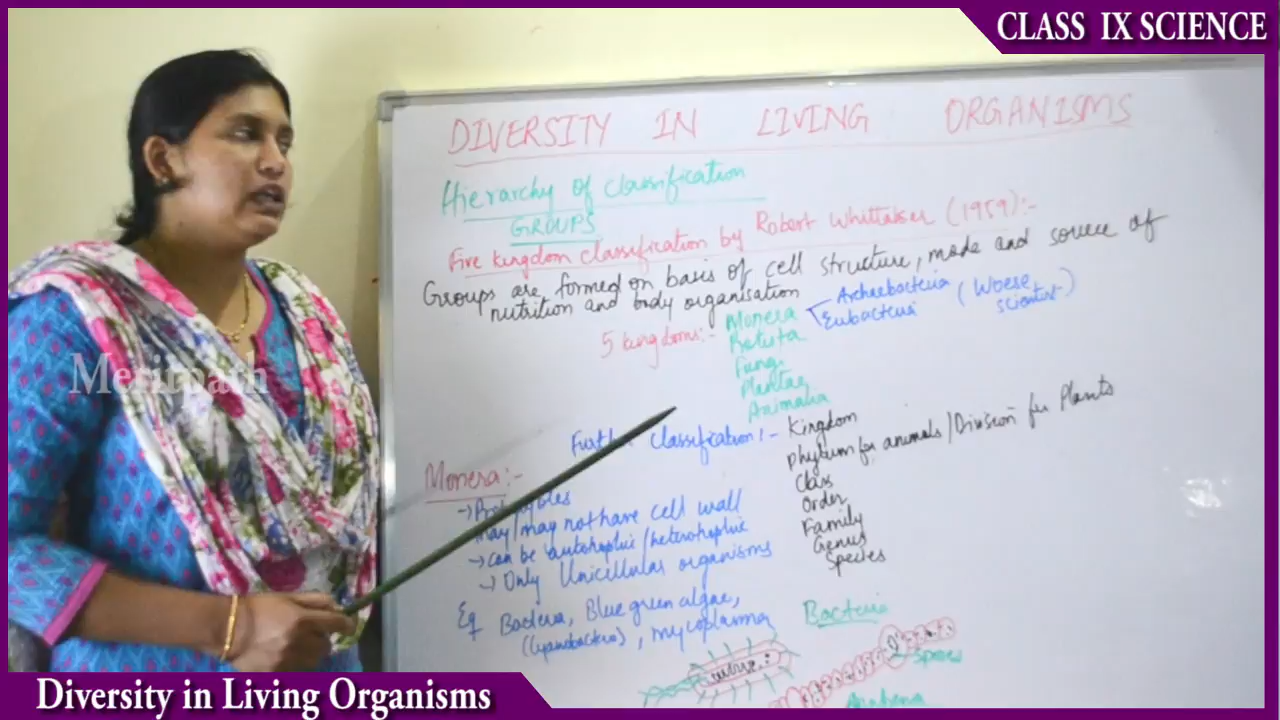 CLASS IX SCIENCE
DIVERSITY IN LIVING ORGANISMS
Hierarchy of classification
GROUPS
Five kingdom classification by Robert Whittaker (1959):-
Groups are formed on basis of cell structure, mode and source of
nutrition and body organisation
5 kingdoms:- Monera
Archaebacteria (Woese
Eubacteria scientist)
Protista
Fungi
Plantae
Animalia
Further Classification:- Kingdom
Phylum for animals/Division for Plants
Class
Order
Family
Genus
Species
Monera:-
may/may not have cell wall
→ can be autotrophic/heterotrophic
→ Only Unicellular organisms
Eg Bacteria, Blue green algae,
(Cyanobacteria), mycoplasma
Bacteria
Anabena
Meritpath
Diversity in Living Organisms